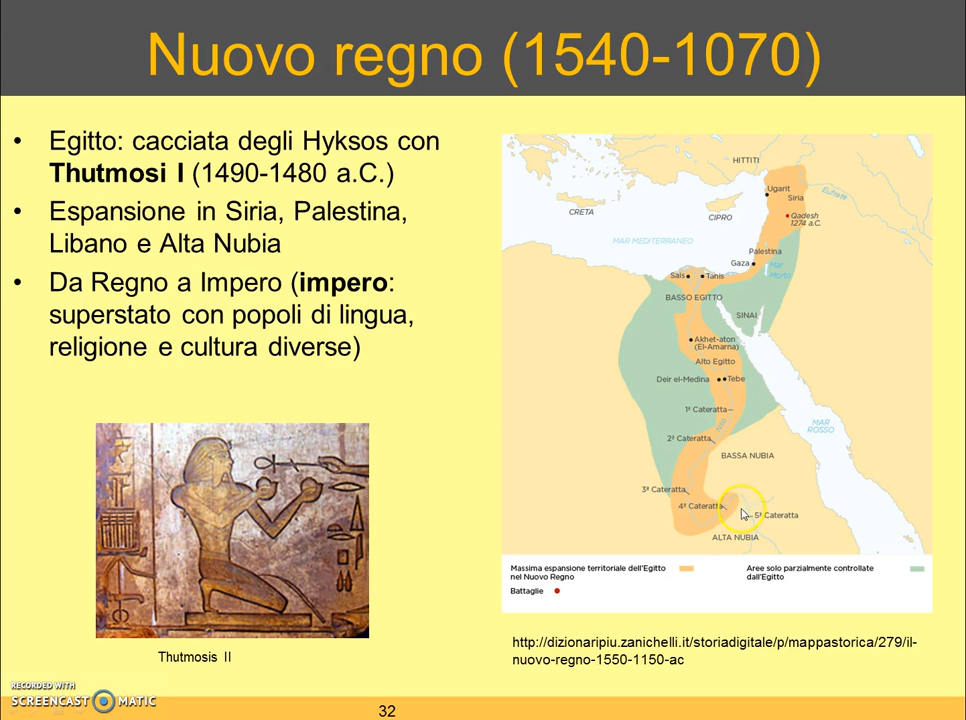 Nuovo regno (1540-1070)
• Egitto: cacciata degli Hyksos con
Thutmosi I (1490-1480 a.C.)
• Espansione in Siria, Palestina,
Libano e Alta Nubia
• Da Regno a Impero (impero:
superstato con popoli di lingua,
religione e cultura diverse)
Thutmosis II
HITTITI
Ugarit
Siria
Eufrate
Qadesh
1274 a.C.
CRETA
CIPRO
MAR MEDITERRANEO
Palestina
Gaza
Mar
Morto
Sais
Tanis
BASSO EGITTO
SINAI
Akhet-aton
(El-Amarna)
Alto Egitto
Deir el-Medina
Tebe
1ª Cateratta
Nilo
2ª Cateratta
MAR
ROSSO
BASSA NUBIA
3ª Cateratta
4ª Cateratta
5ª Cateratta
ALTA NUBIA
Massima espansione territoriale dell'Egitto
nel Nuovo Regno
Battaglie
Aree solo parzialmente controllate
dall'Egitto
http://dizionaripiu.zanichelli.it/storiadigitale/p/mappastorica/279/il-
nuovo-regno-1550-1150-ac
RECORDED WITH
SCREENCAST MATIC
32